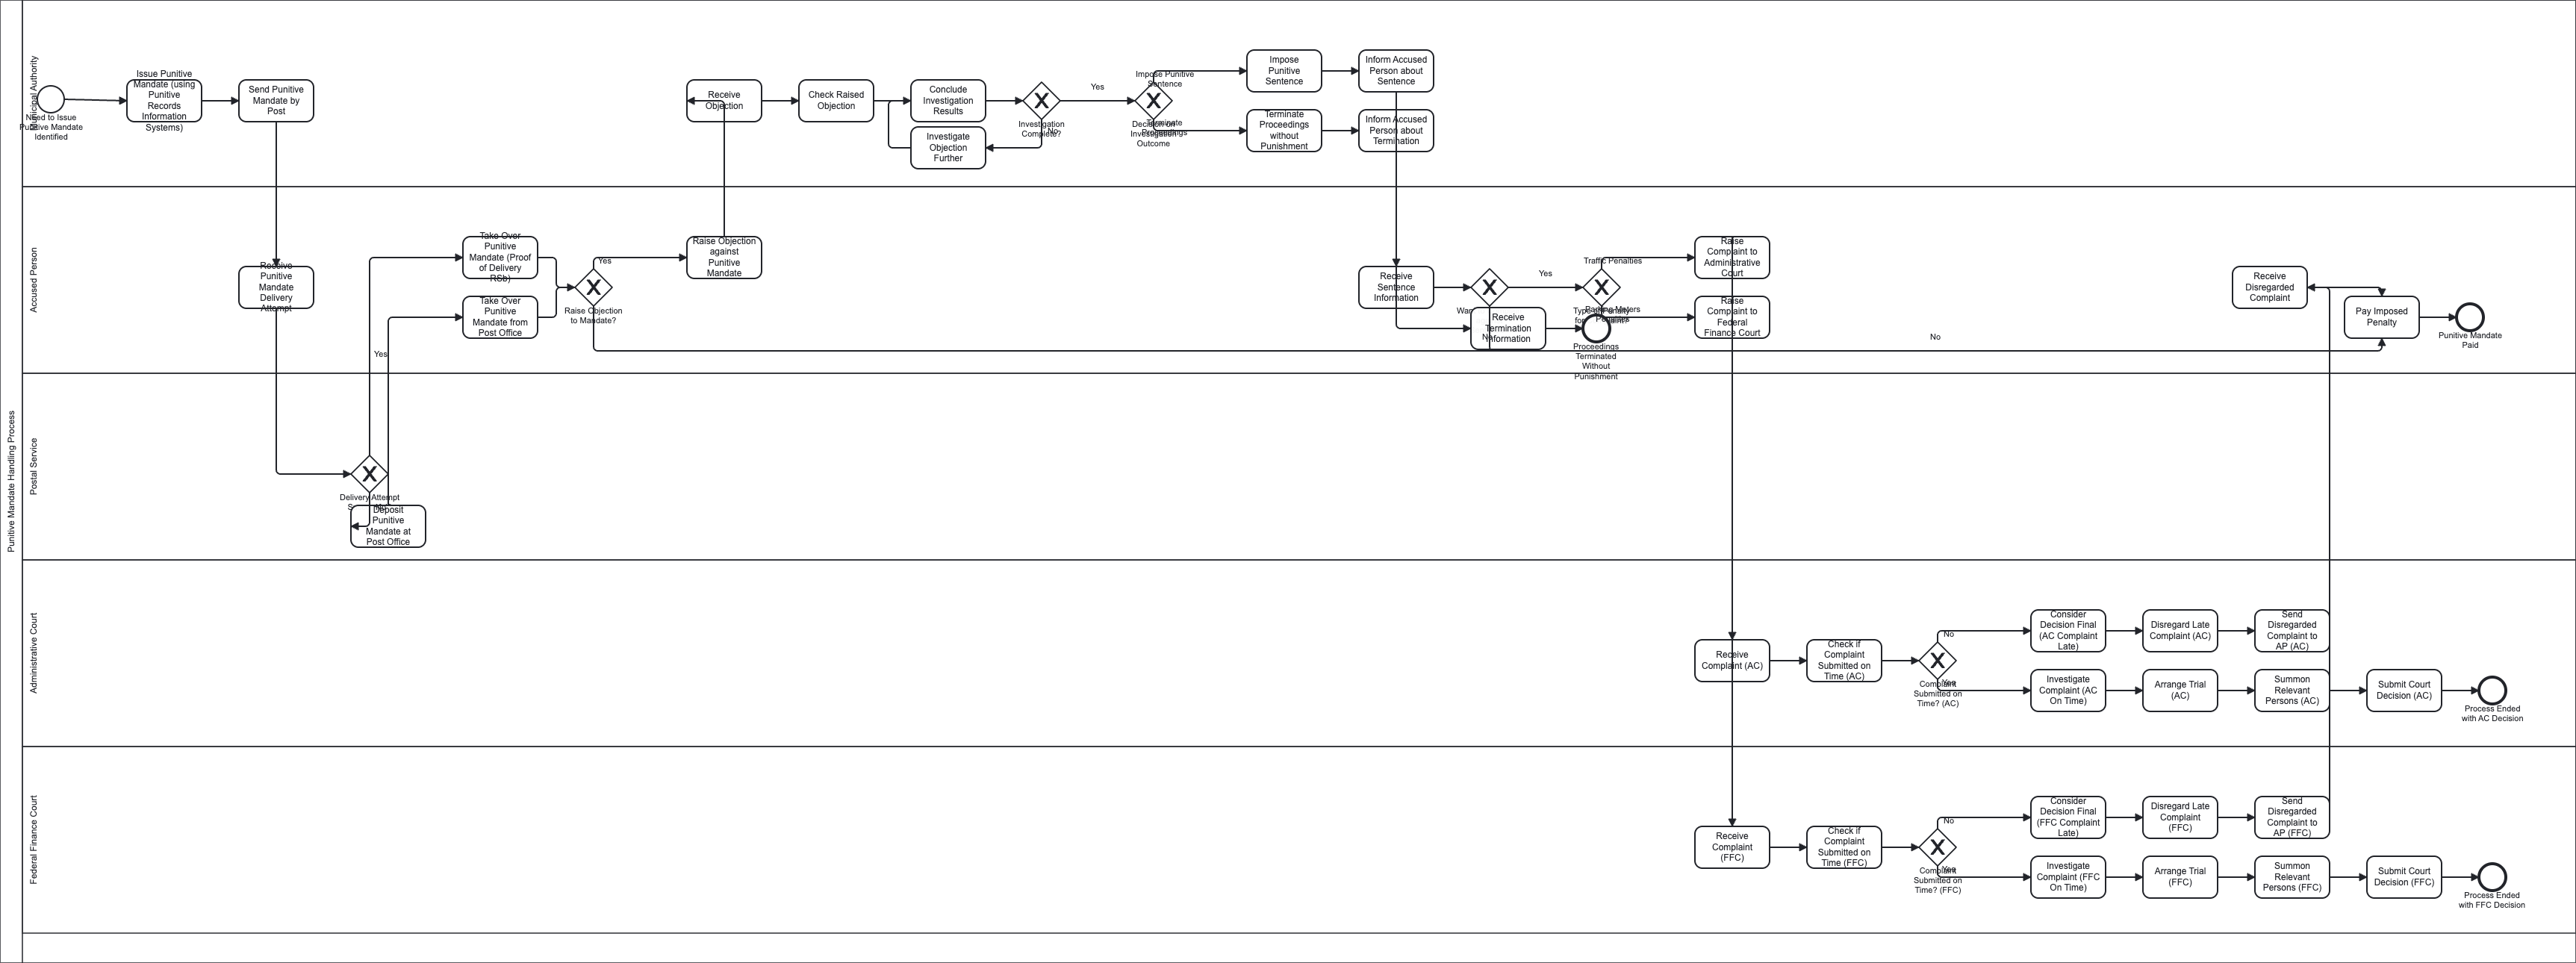 Punitive Mandate Handling Process
Municipal Authority
Need to Issue
Punitive Mandate
Identified
Issue Punitive
Mandate (using
Punitive
Records
Information
Systems)
Send Punitive
Mandate by
Post
Receive
Objection
Check Raised
Objection
Conclude
Investigation
Results
Investigate
Objection
Further
Investigation
Complete?
No
Yes
Impose Punitive
Sentence
Decision on
Investigation
Outcome
Terminate
Proceedings
Impose
Punitive
Sentence
Inform Accused
Person about
Sentence
Terminate
Proceedings
without
Punishment
Inform Accused
Person about
Termination
Accused Person
Receive
Punitive
Mandate
Delivery
Attempt
Take Over
Punitive
Mandate (Proof
of Delivery
RSb)
Take Over
Punitive
Mandate from
Post Office
Yes
Raise Objection
to Mandate?
Yes
Raise Objection
against
Punitive
Mandate
Receive
Sentence
Information
Receive
Termination
Information
Yes
Traffic Penalties
Parking Meters
Penalties
Proceedings
Terminated
Without
Punishment
Raise
Complaint to
Administrative
Court
Raise
Complaint to
Federal
Finance Court
No
Receive
Disregarded
Complaint
Pay Imposed
Penalty
Punitive Mandate
Paid
Postal Service
Delivery Attempt
Deposit
Punitive
Mandate at
Post Office
Administrative Court
Receive
Complaint (AC)
Check if
Complaint
Submitted on
Time (AC)
No
Yes
Complaint
Submitted on
Time? (AC)
Consider
Decision Final
(AC Complaint
Late)
Disregard Late
Complaint (AC)
Send
Disregarded
Complaint to
AP (AC)
Investigate
Complaint (AC
On Time)
Arrange Trial
(AC)
Summon
Relevant
Persons (AC)
Submit Court
Decision (AC)
Process Ended
with AC Decision
Federal Finance Court
Receive
Complaint
(FFC)
Check if
Complaint
Submitted on
Time (FFC)
No
Yes
Complaint
Submitted on
Time? (FFC)
Consider
Decision Final
(FFC Complaint
Late)
Disregard Late
Complaint
(FFC)
Send
Disregarded
Complaint to
AP (FFC)
Investigate
Complaint (FFC
On Time)
Arrange Trial
(FFC)
Summon
Relevant
Persons (FFC)
Submit Court
Decision (FFC)
Process Ended
with FFC Decision